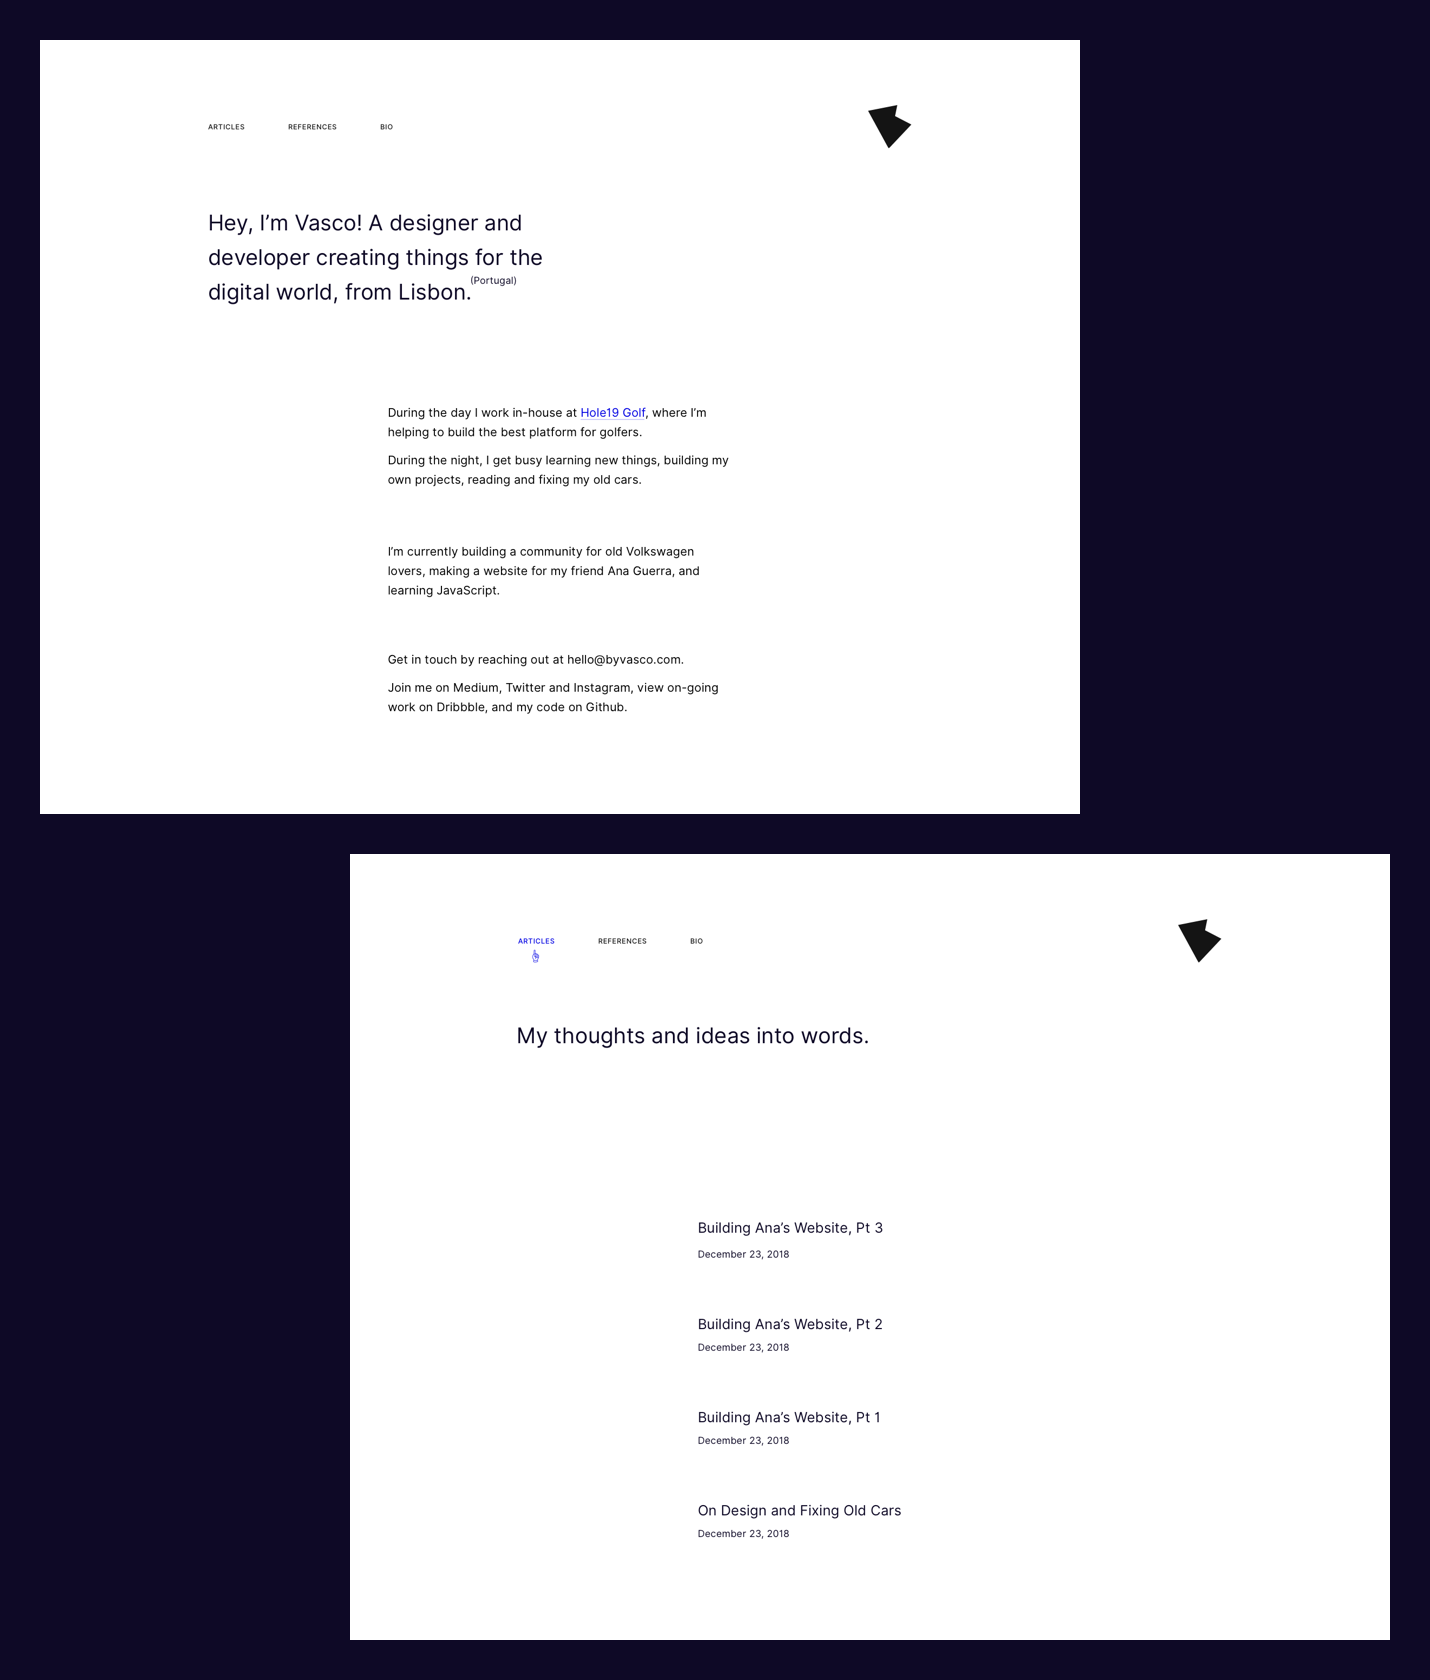 ARTICLES REFERENCES BIO
Hey, I’m Vasco! A designer and
developer creating things for the
digital world, from Lisbon. (Portugal)
During the day I work in-house at Hole19 Golf, where I’m
helping to build the best platform for golfers.
During the night, I get busy learning new things, building my
own projects, reading and fixing my old cars.
I’m currently building a community for old Volkswagen
lovers, making a website for my friend Ana Guerra, and
learning JavaScript.
Get in touch by reaching out at hello@byvasco.com.
Join me on Medium, Twitter and Instagram, view on-going
work on Dribbble, and my code on Github.
ARTICLES REFERENCES BIO
My thoughts and ideas into words.
Building Ana’s Website, Pt 3
December 23, 2018
Building Ana’s Website, Pt 2
December 23, 2018
Building Ana’s Website, Pt 1
December 23, 2018
On Design and Fixing Old Cars
December 23, 2018